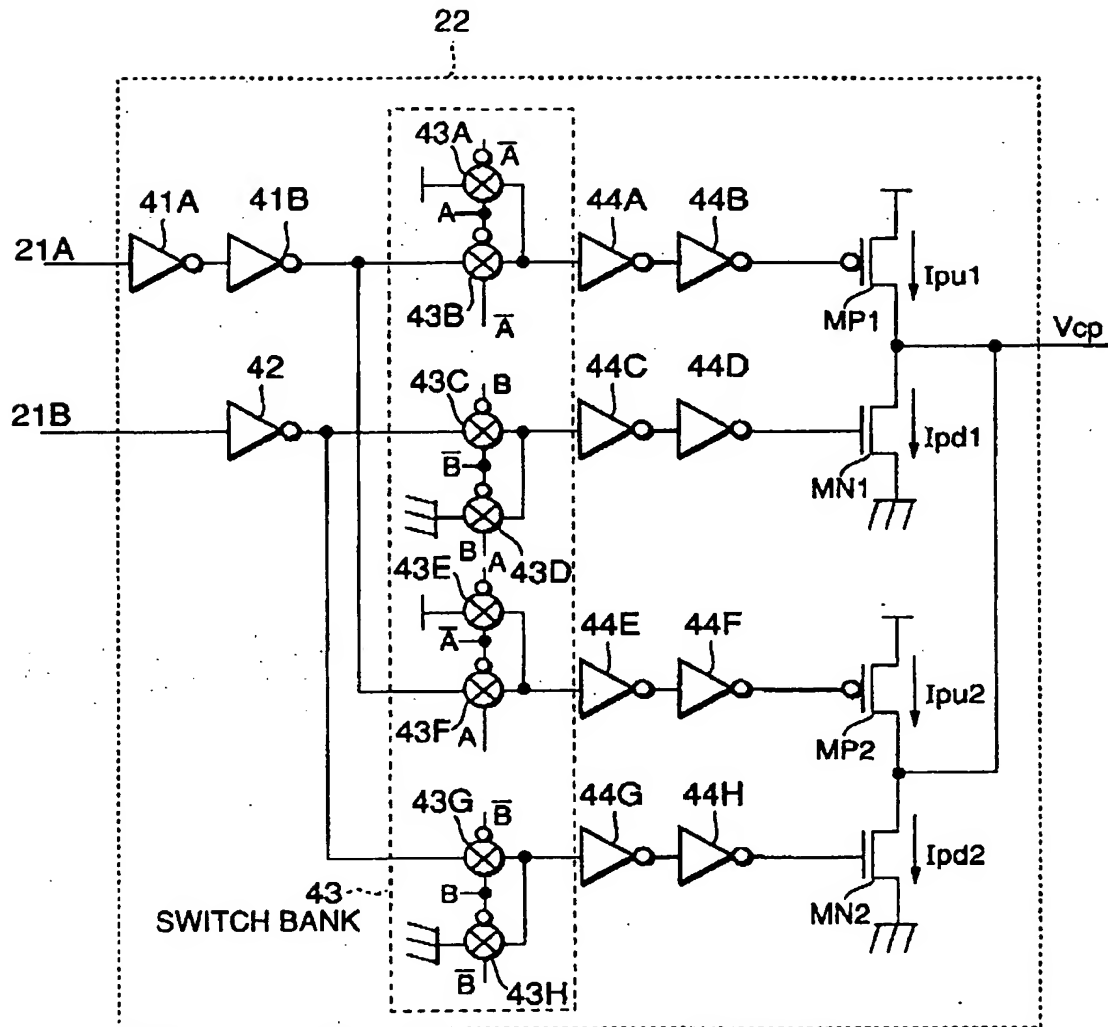 22
43A
A̅
41A
41B
44A
44B
A
21A
Ipu1
43B
A̅
MP1
Vcp
42
43C
B
44C
44D
21B
B̅
Ipd1
MN1
B
A
43E
43D
44E
44F
A̅
Ipu2
43F
A
MP2
43G
B̅
44G
44H
43
B
Ipd2
SWITCH BANK
MN2
B̅
43H